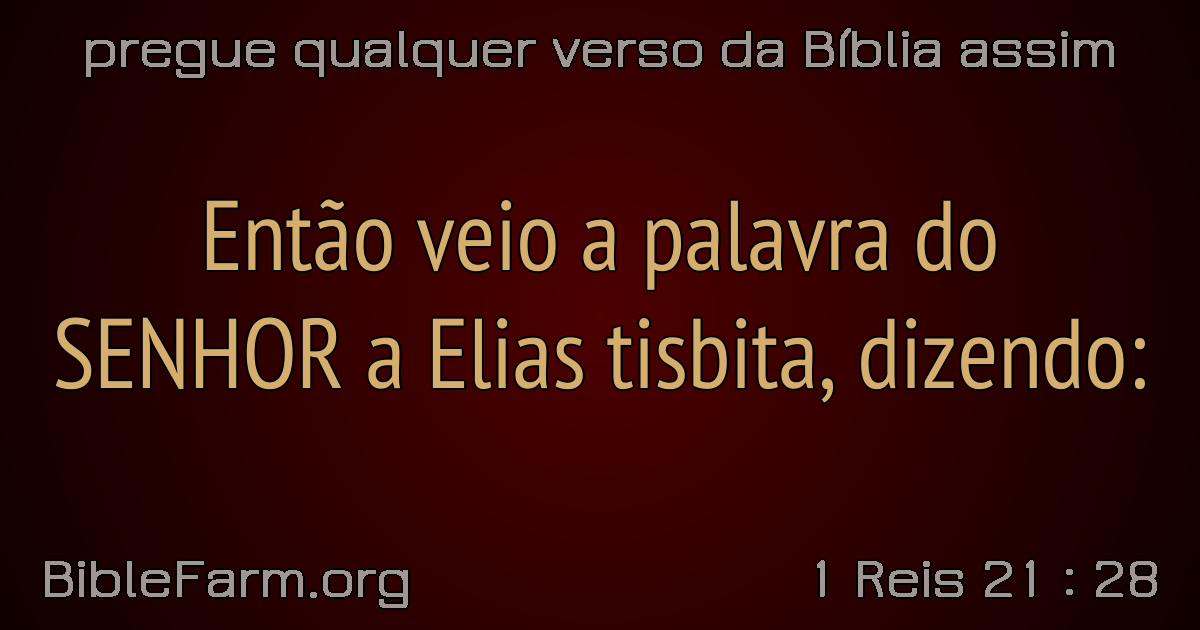 pregue qualquer verso da Bíblia assim
Então veio a palavra do
SENHOR a Elias tisbita, dizendo:
BibleFarm.org
1 Reis 21 : 28